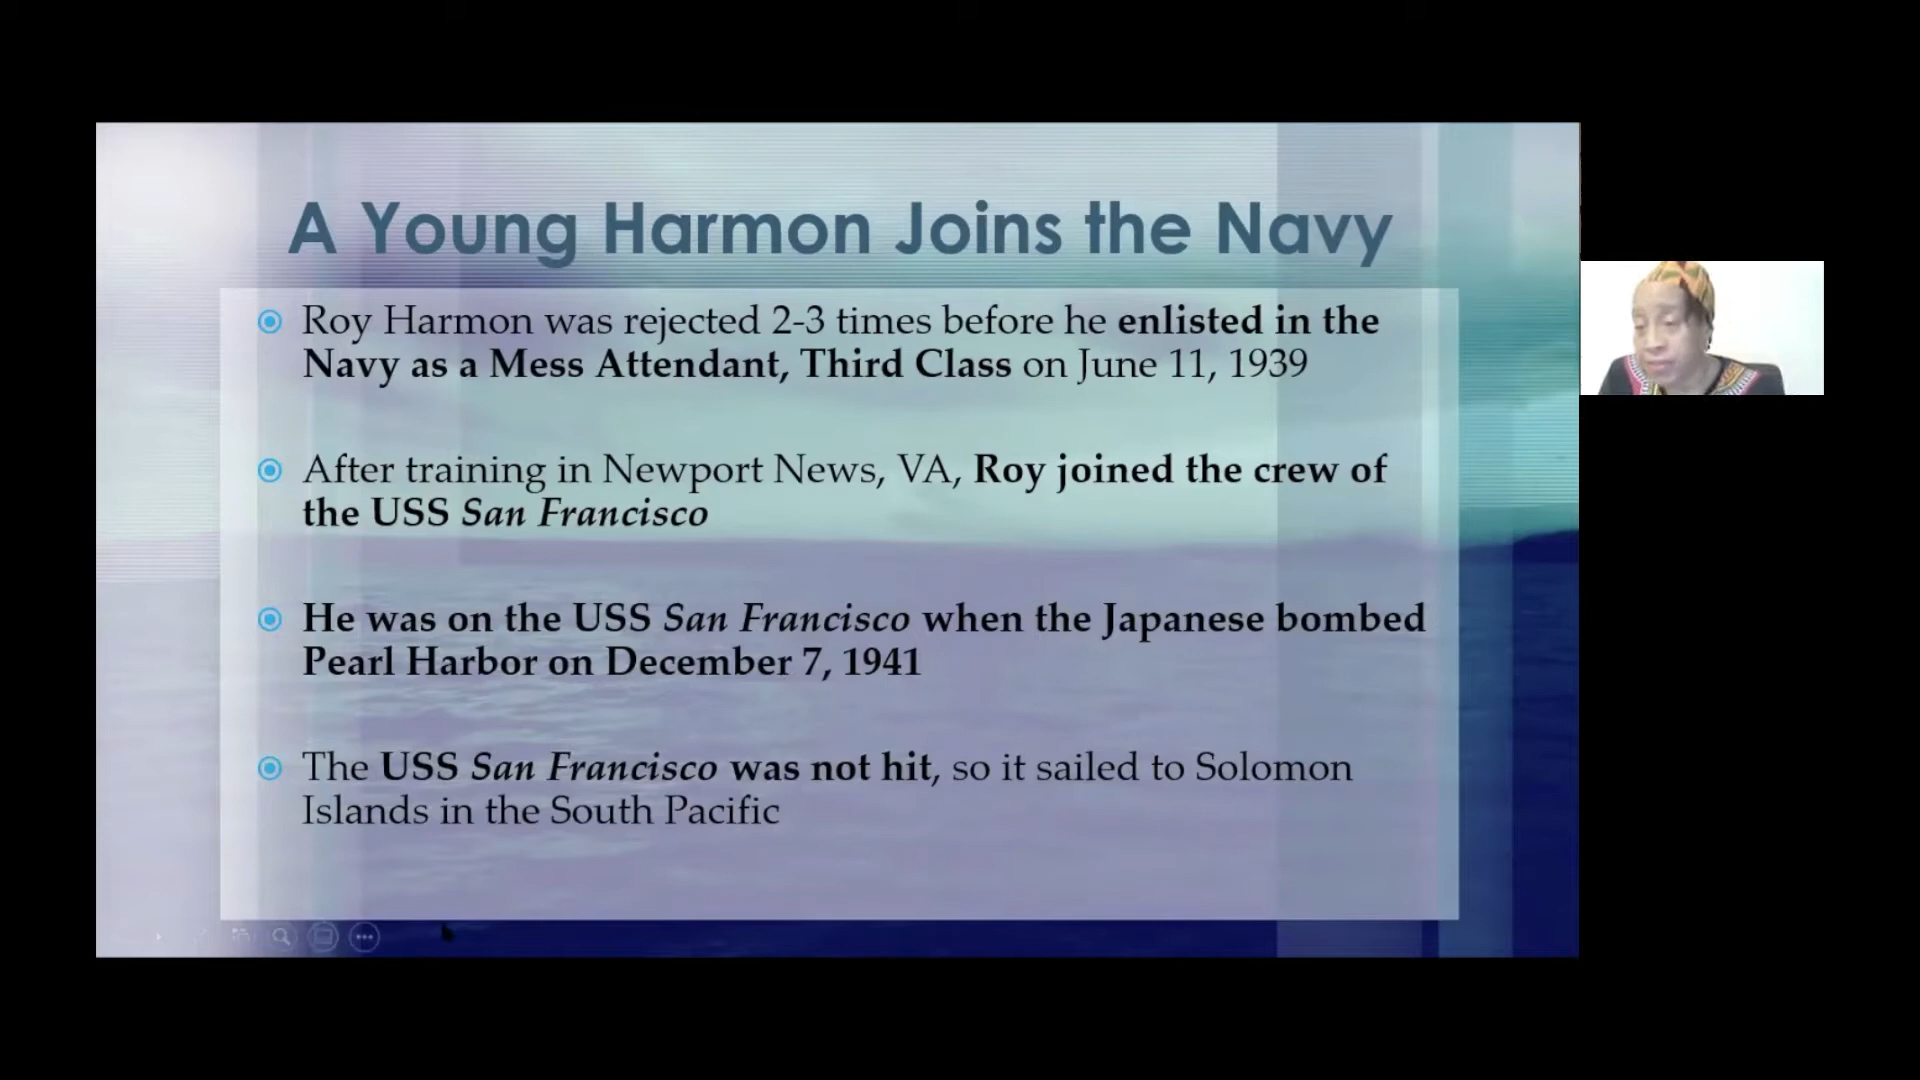 A Young Harmon Joins the Navy
Roy Harmon was rejected 2-3 times before he enlisted in the
Navy as a Mess Attendant, Third Class on June 11, 1939
After training in Newport News, VA, Roy joined the crew of
the USS San Francisco
He was on the USS San Francisco when the Japanese bombed
Pearl Harbor on December 7, 1941
The USS San Francisco was not hit, so it sailed to Solomon
Islands in the South Pacific